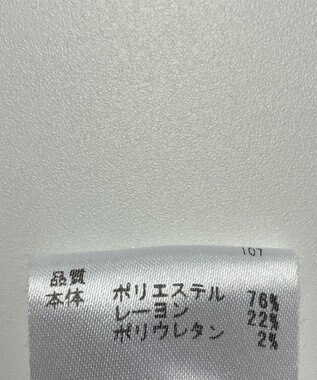 107
品質
本体 ポリエステル 76%
レーヨン 22%
ポリウレタン 2%